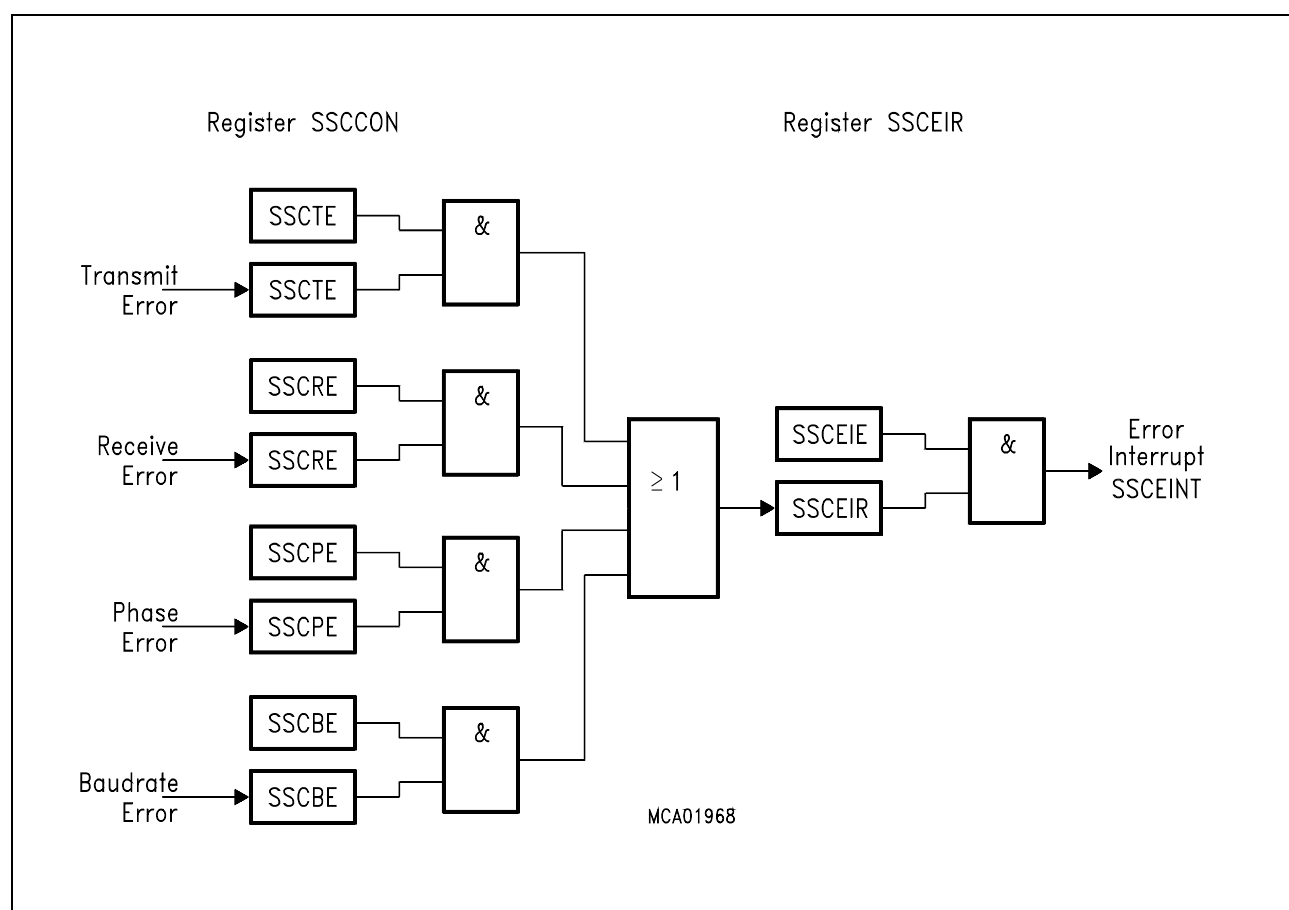 Register SSCCON
Register SSCEIR
SSCTE
&
Transmit
Error
SSCTE
SSCRE
&
Receive
Error
SSCRE
≥ 1
SSCEIE
&
SSCEIR
Error
Interrupt
SSCEINT
SSCPE
&
Phase
Error
SSCPE
SSCBE
&
Baudrate
Error
SSCBE
MCA01968